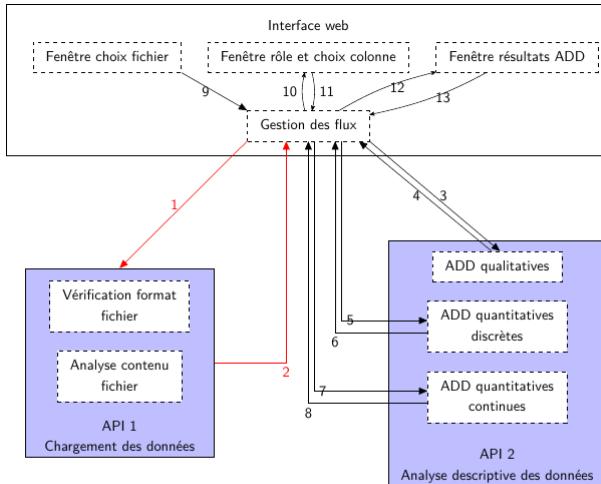 Interface web
Fenêtre choix fichier
Fenêtre rôle et choix colonne
Fenêtre résultats ADD
9
10
11
12
13
Gestion des flux
1
4
3
ADD qualitatives
Vérification format
fichier
ADD quantitatives
discrètes
5
6
Analyse contenu
fichier
2
7
8
ADD quantitatives
continues
API 1
Chargement des données
API 2
Analyse descriptive des données